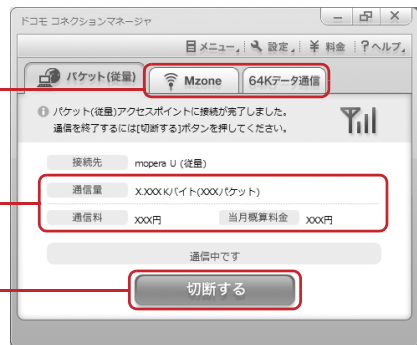 ドコモ コネクションマネージャ
メニュー 設定 料金 ?ヘルプ
パケット(従量) Mzone 64Kデータ通信
パケット(従量)アクセスポイントに接続が完了しました。
通信を終了するには[切断する]ボタンを押してください。
接続先 mopera U (従量)
通信量 X.XXX Kバイト(XXXパケット)
通信料 XXX円 当月概算料金 XXX円
通信中です
切断する